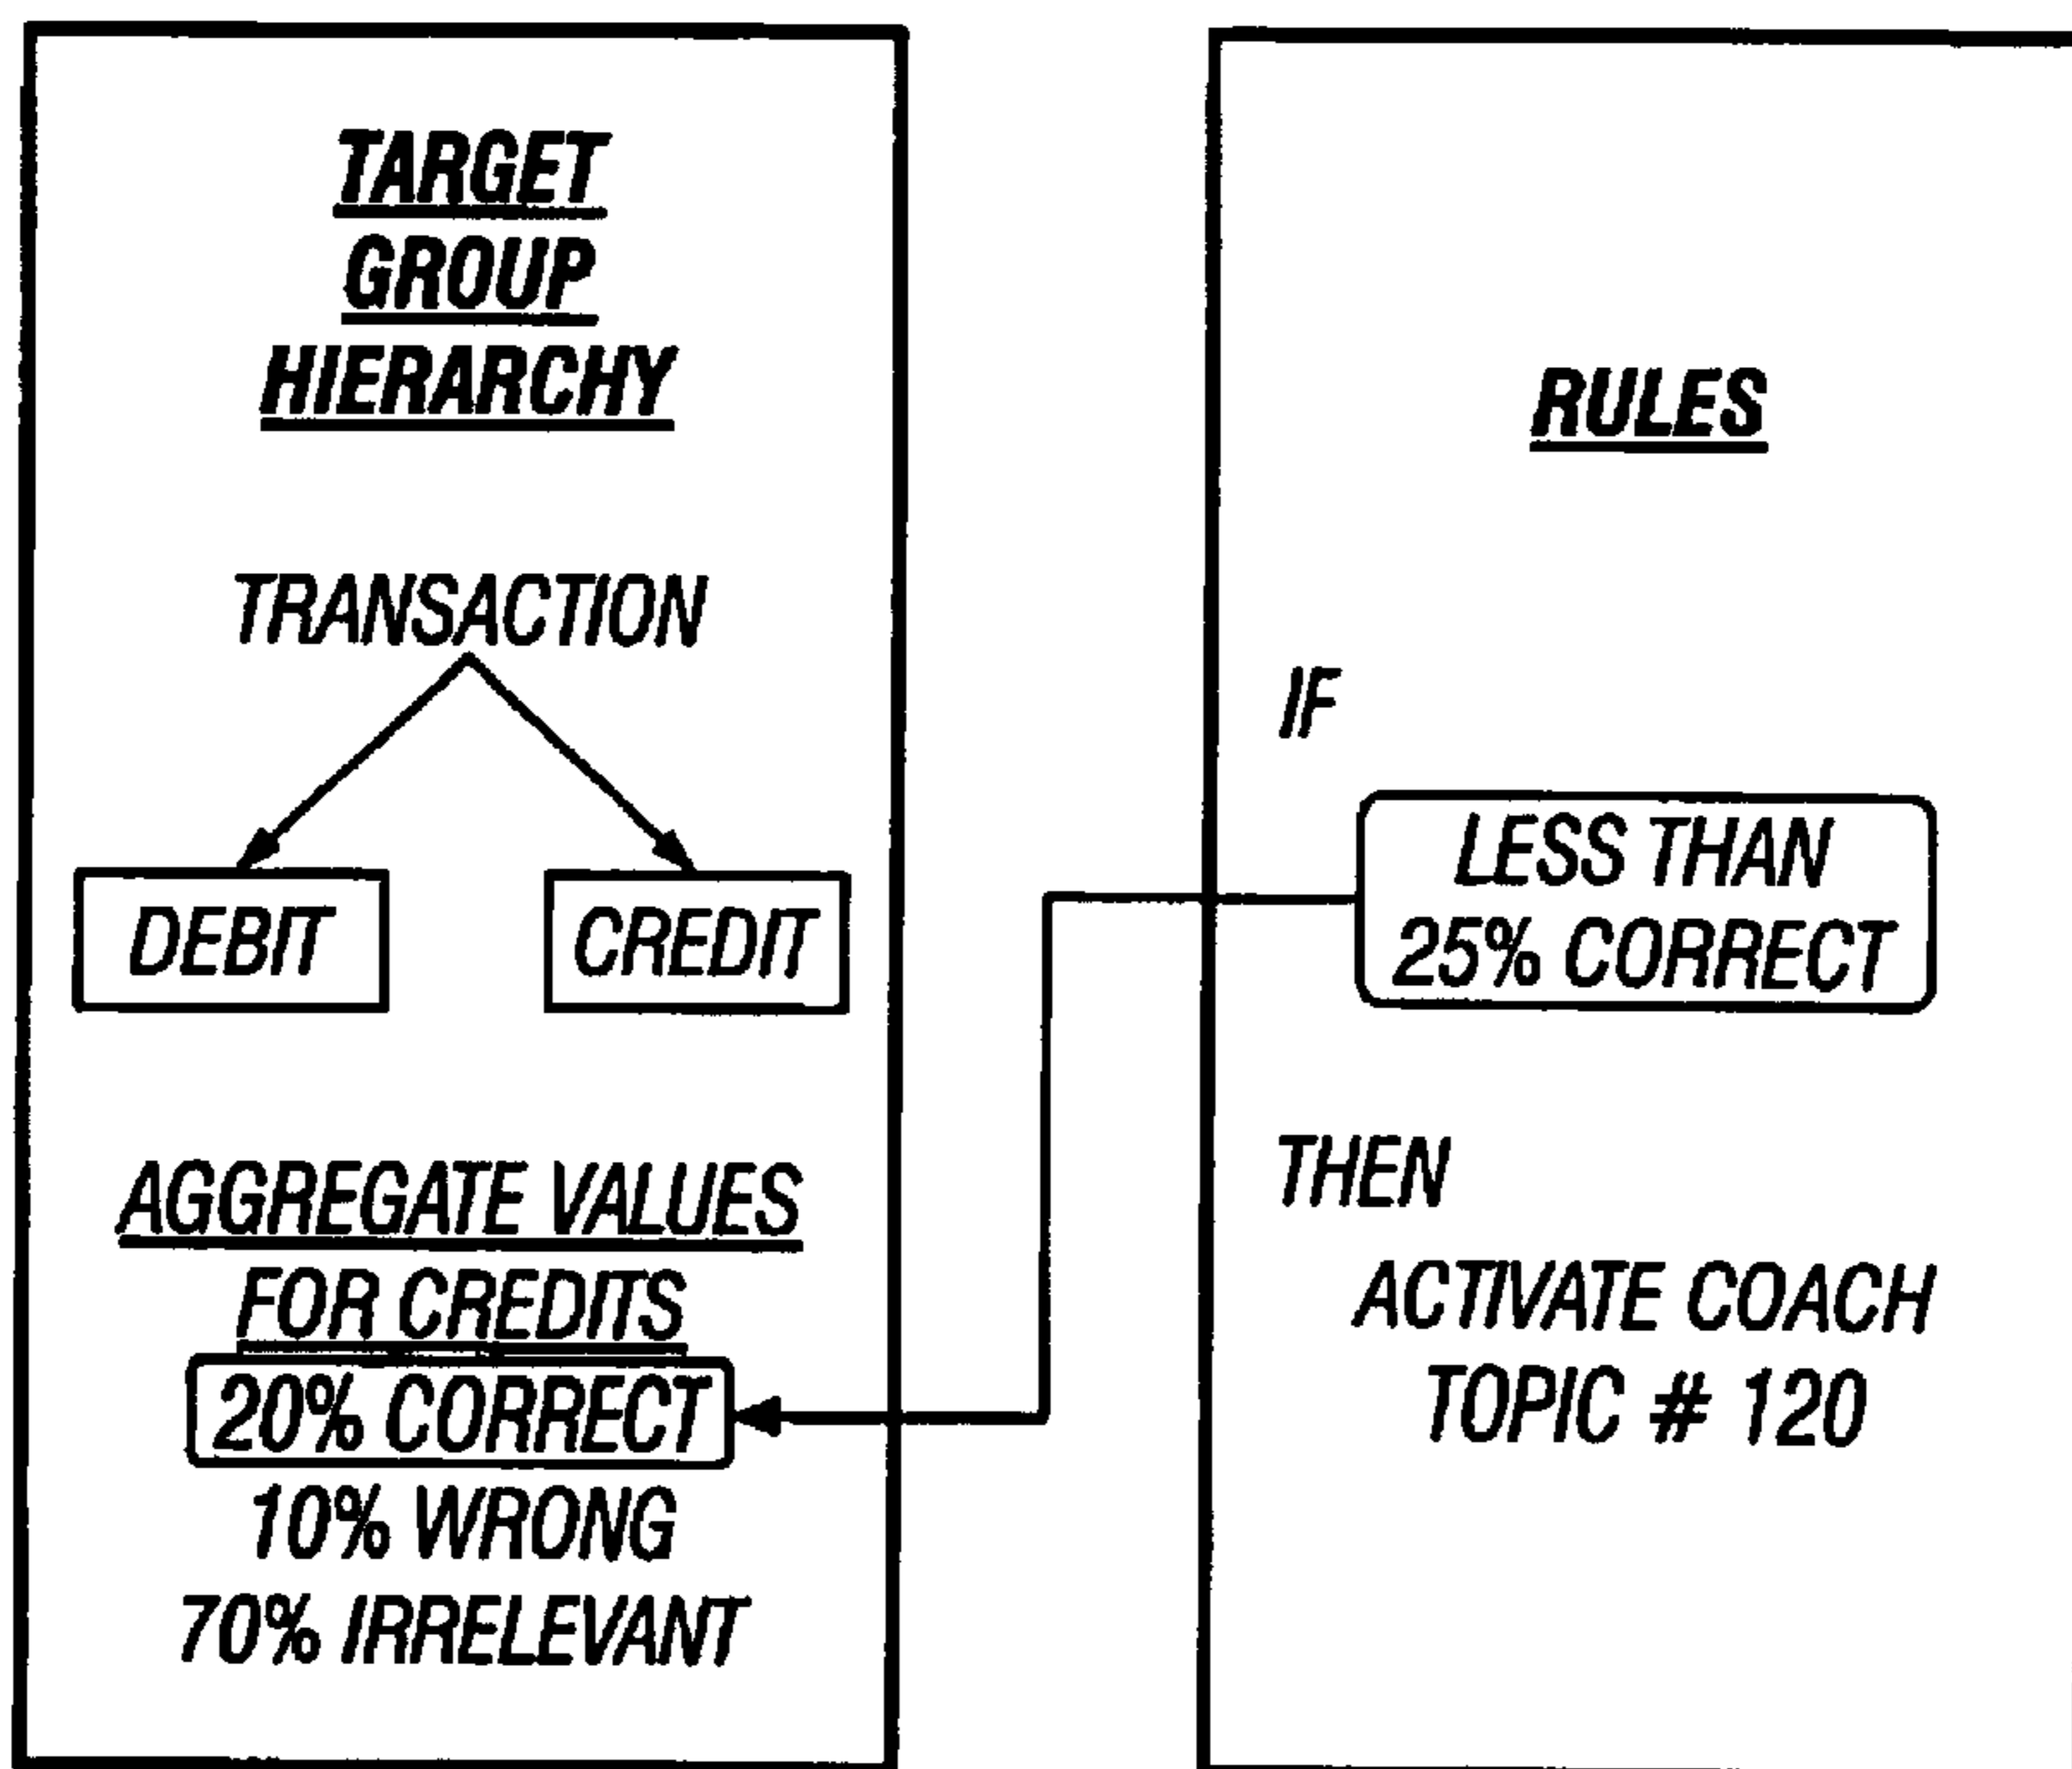 TARGET
GROUP
HIERARCHY
TRANSACTION
DEBIT
CREDIT
AGGREGATE VALUES
FOR CREDITS
20% CORRECT
10% WRONG
70% IRRELEVANT
RULES
IF
LESS THAN
25% CORRECT
THEN
ACTIVATE COACH
TOPIC # 120